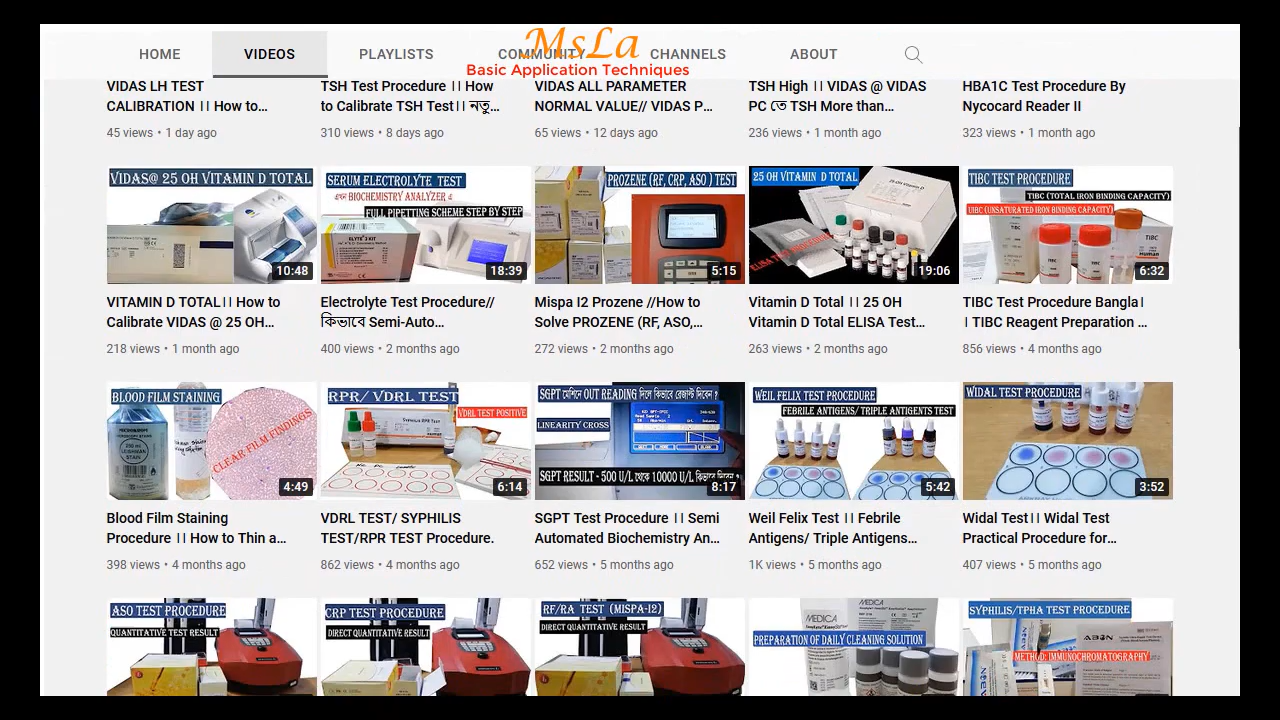 HOME
VIDEOS
PLAYLISTS
COMMUNITY
CHANNELS
ABOUT
MsLa
Basic Application Techniques
VIDAS LH TEST
CALIBRATION ।। How to...
45 views • 1 day ago
TSH Test Procedure ।। How
to Calibrate TSH Test।। নতু...
310 views • 8 days ago
VIDAS ALL PARAMETER
NORMAL VALUE// VIDAS P...
65 views • 12 days ago
TSH High ।। VIDAS @ VIDAS
PC তে TSH More than...
236 views • 1 month ago
HBA1C Test Procedure By
Nycocard Reader II
323 views • 1 month ago
VIDAS@ 25 OH VITAMIN D TOTAL
10:48
VITAMIN D TOTAL।। How to
Calibrate VIDAS @ 25 OH...
218 views • 1 month ago
SERUM ELECTROLYTE TEST
এখন BIOCHEMISTRY ANALYZER এ
FULL PIPETTING SCHEME STEP BY STEP
18:39
Electrolyte Test Procedure//
কিভাবে Semi-Auto...
400 views • 2 months ago
PROZENE (RF, CRP, ASO ) TEST
5:15
Mispa I2 Prozene //How to
Solve PROZENE (RF, ASO,...
272 views • 2 months ago
25 OH VITAMIN D TOTAL
19:06
Vitamin D Total ।। 25 OH
Vitamin D Total ELISA Test...
263 views • 2 months ago
TIBC TEST PROCEDURE
TIBC (TOTAL IRON BINDING CAPACITY)
UIBC (UNSATURATED IRON BINDING CAPACITY)
TIBC
Human
6:32
TIBC Test Procedure Bangla।
। TIBC Reagent Preparation ...
856 views • 4 months ago
BLOOD FILM STAINING
CLEAR FILM FINDINGS
LEISHMAN
STAIN
4:49
Blood Film Staining
Procedure ।। How to Thin a...
398 views • 4 months ago
RPR/ VDRL TEST
VDRL TEST POSITIVE
6:14
VDRL TEST/ SYPHILIS
TEST/RPR TEST Procedure.
862 views • 4 months ago
SGPT মেশিনে OUT READING দিলে কিভাবে রেজাল্ট দিবেন ?
LINEARITY CROSS
SGPT RESULT - 500 U/L থেকে 10000 U/L কিভাবে দিবেন ?
8:17
SGPT Test Procedure ।। Semi
Automated Biochemistry An...
652 views • 5 months ago
WEIL FELIX TEST PROCEDURE
FEBRILE ANTIGENS/ TRIPLE ANTIGENS TEST
5:42
Weil Felix Test ।। Febrile
Antigens/ Triple Antigens...
1K views • 5 months ago
WIDAL TEST PROCEDURE
3:52
Widal Test।। Widal Test
Practical Procedure for...
407 views • 5 months ago
ASO TEST PROCEDURE
QUANTITATIVE TEST RESULT
CRP TEST PROCEDURE
DIRECT QUANTITATIVE RESULT
RF/RA TEST (MISPA-I2)
DIRECT QUANTITATIVE RESULT
MEDICA
PREPARATION OF DAILY CLEANING SOLUTION
SYPHILIS/TPHA TEST PROCEDURE
ABON
METHOD: IMMUNOCHROMATOGRAPHY